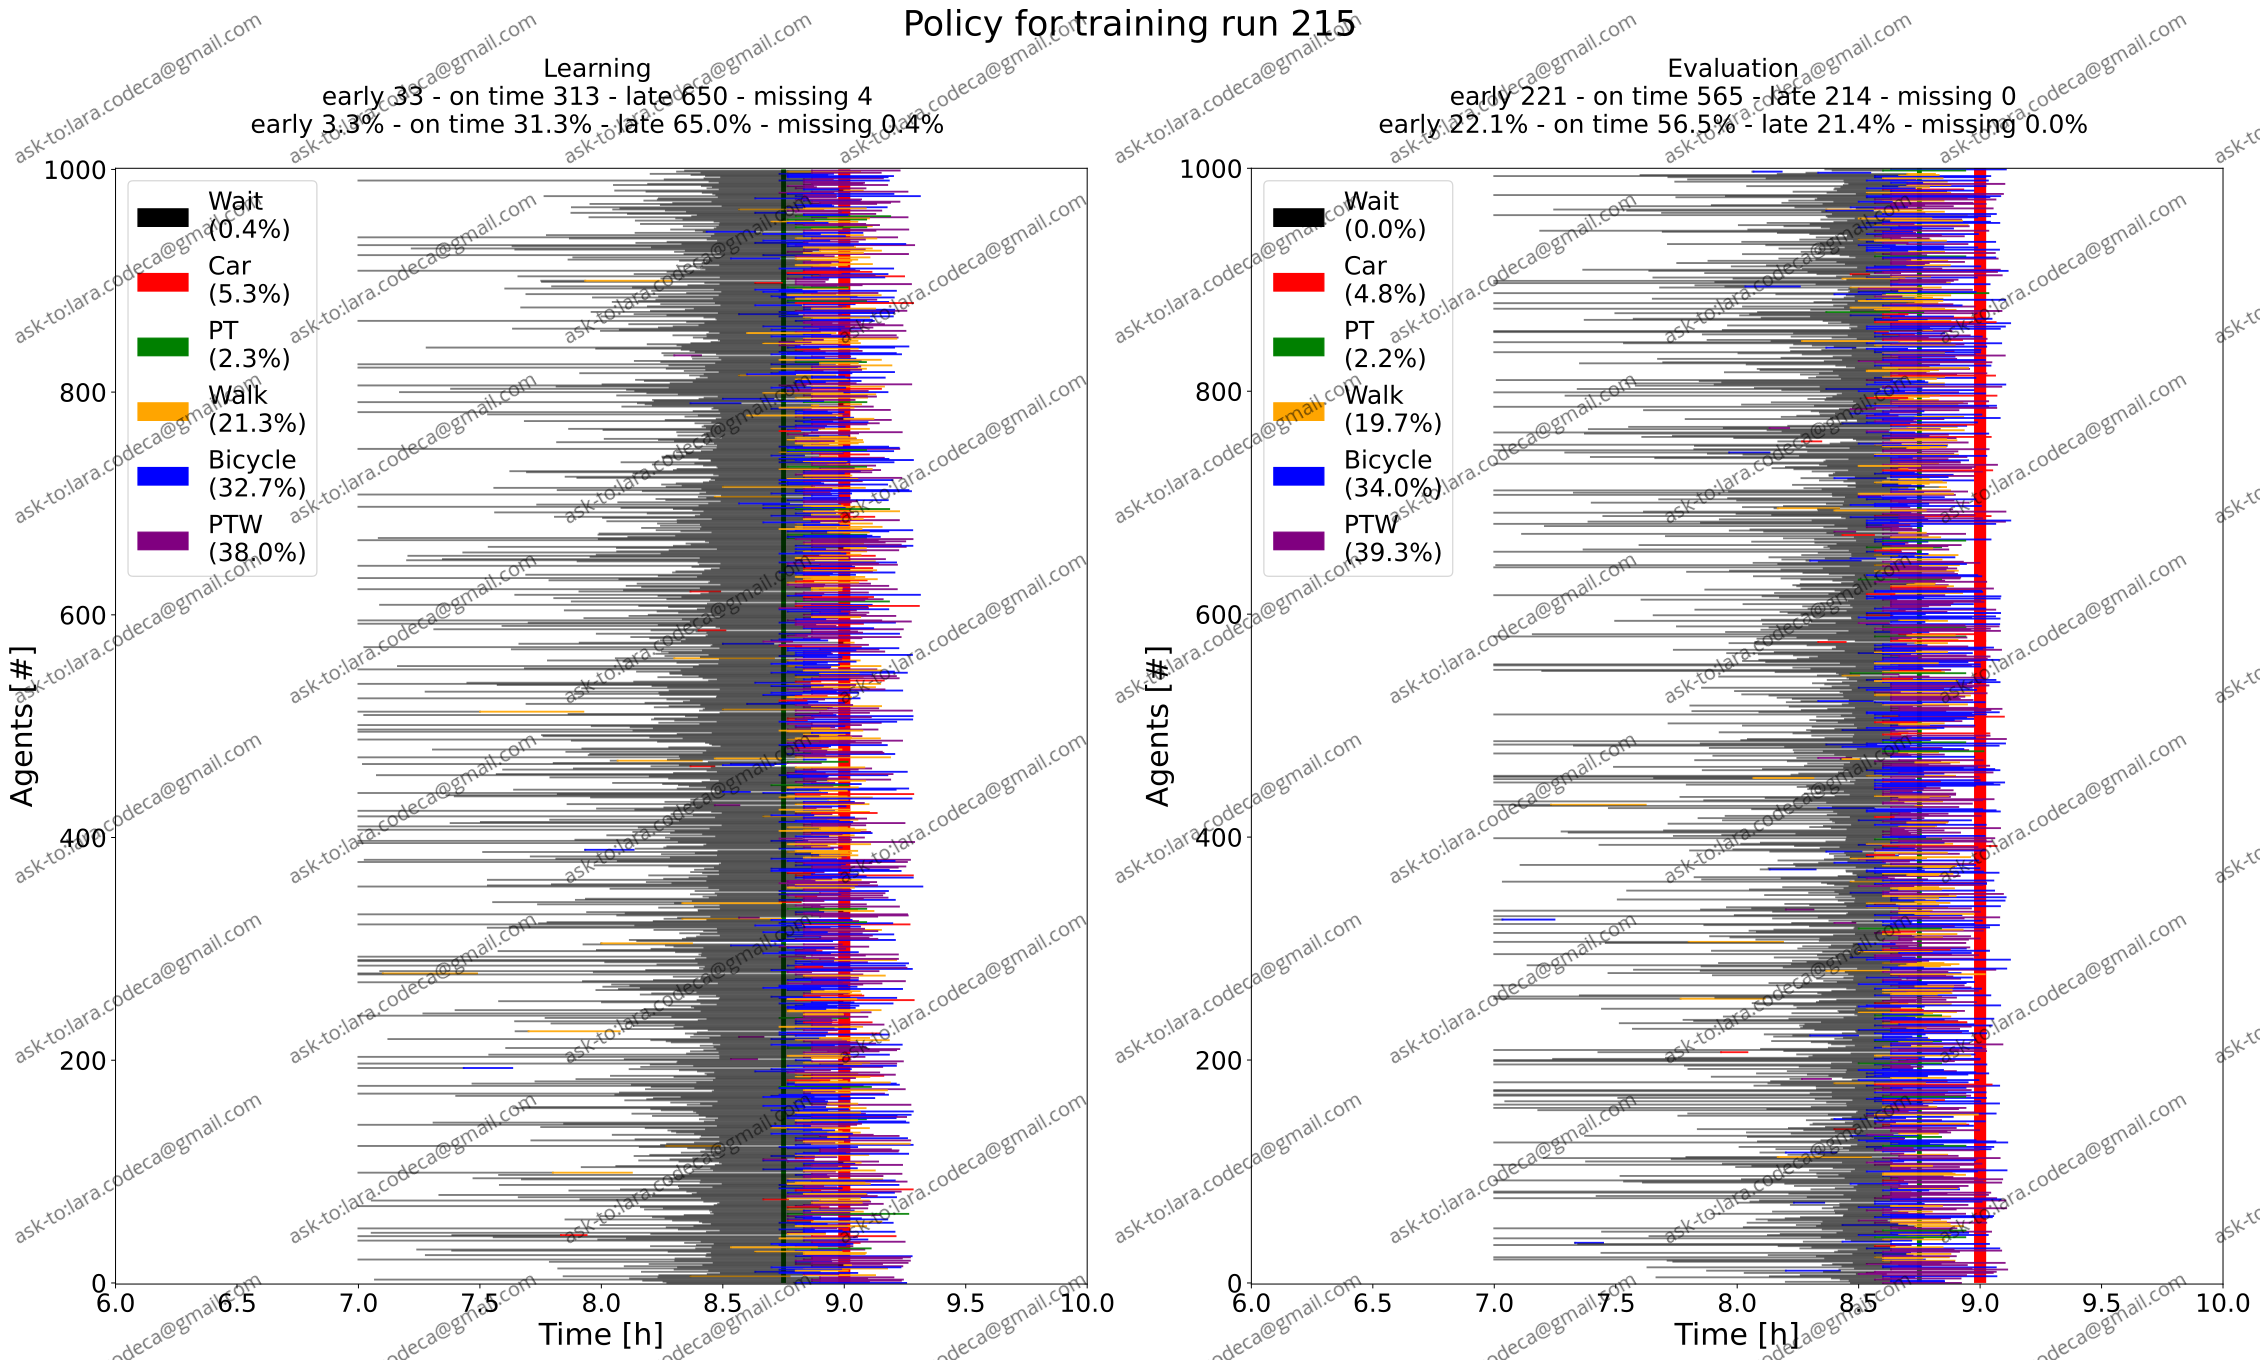 Policy for training run 215
Learning
early 33 - on time 313 - late 650 - missing 4
early 3.3% - on time 31.3% - late 65.0% - missing 0.4%
1000
800
600
400
200
0
Agents [#]
Wait
(0.4%)
Car
(5.3%)
PT
(2.3%)
Walk
(21.3%)
Bicycle
(32.7%)
PTW
(38.0%)
6.0 6.5 7.0 7.5 8.0 8.5 9.0 9.5 10.0
Time [h]
Evaluation
early 221 - on time 565 - late 214 - missing 0
early 22.1% - on time 56.5% - late 21.4% - missing 0.0%
1000
800
600
400
200
0
Agents [#]
Wait
(0.0%)
Car
(4.8%)
PT
(2.2%)
Walk
(19.7%)
Bicycle
(34.0%)
PTW
(39.3%)
6.0 6.5 7.0 7.5 8.0 8.5 9.0 9.5 10.0
Time [h]
ask-to:lara.codeca@gmail.com